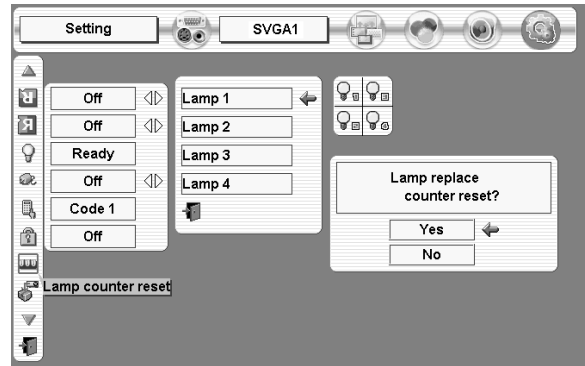 Setting
SVGA1
Off
Off
Ready
Off
Code 1
Off
Lamp counter reset
Lamp 1
Lamp 2
Lamp 3
Lamp 4
Lamp replace
counter reset?
Yes
No